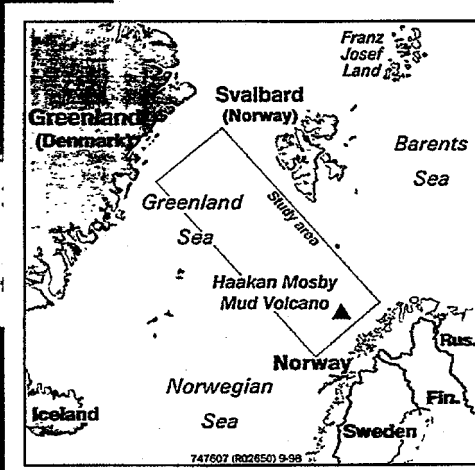 Franz
Josef
Land
Svalbard
(Norway)
Greenland
(Denmark)
Barents
Sea
Greenland
Sea
Study area
Haakan Mosby
Mud Volcano
Norway
Rus.
Fin.
Norwegian
Sea
Iceland
Sweden
747607 (R02650) 9-98